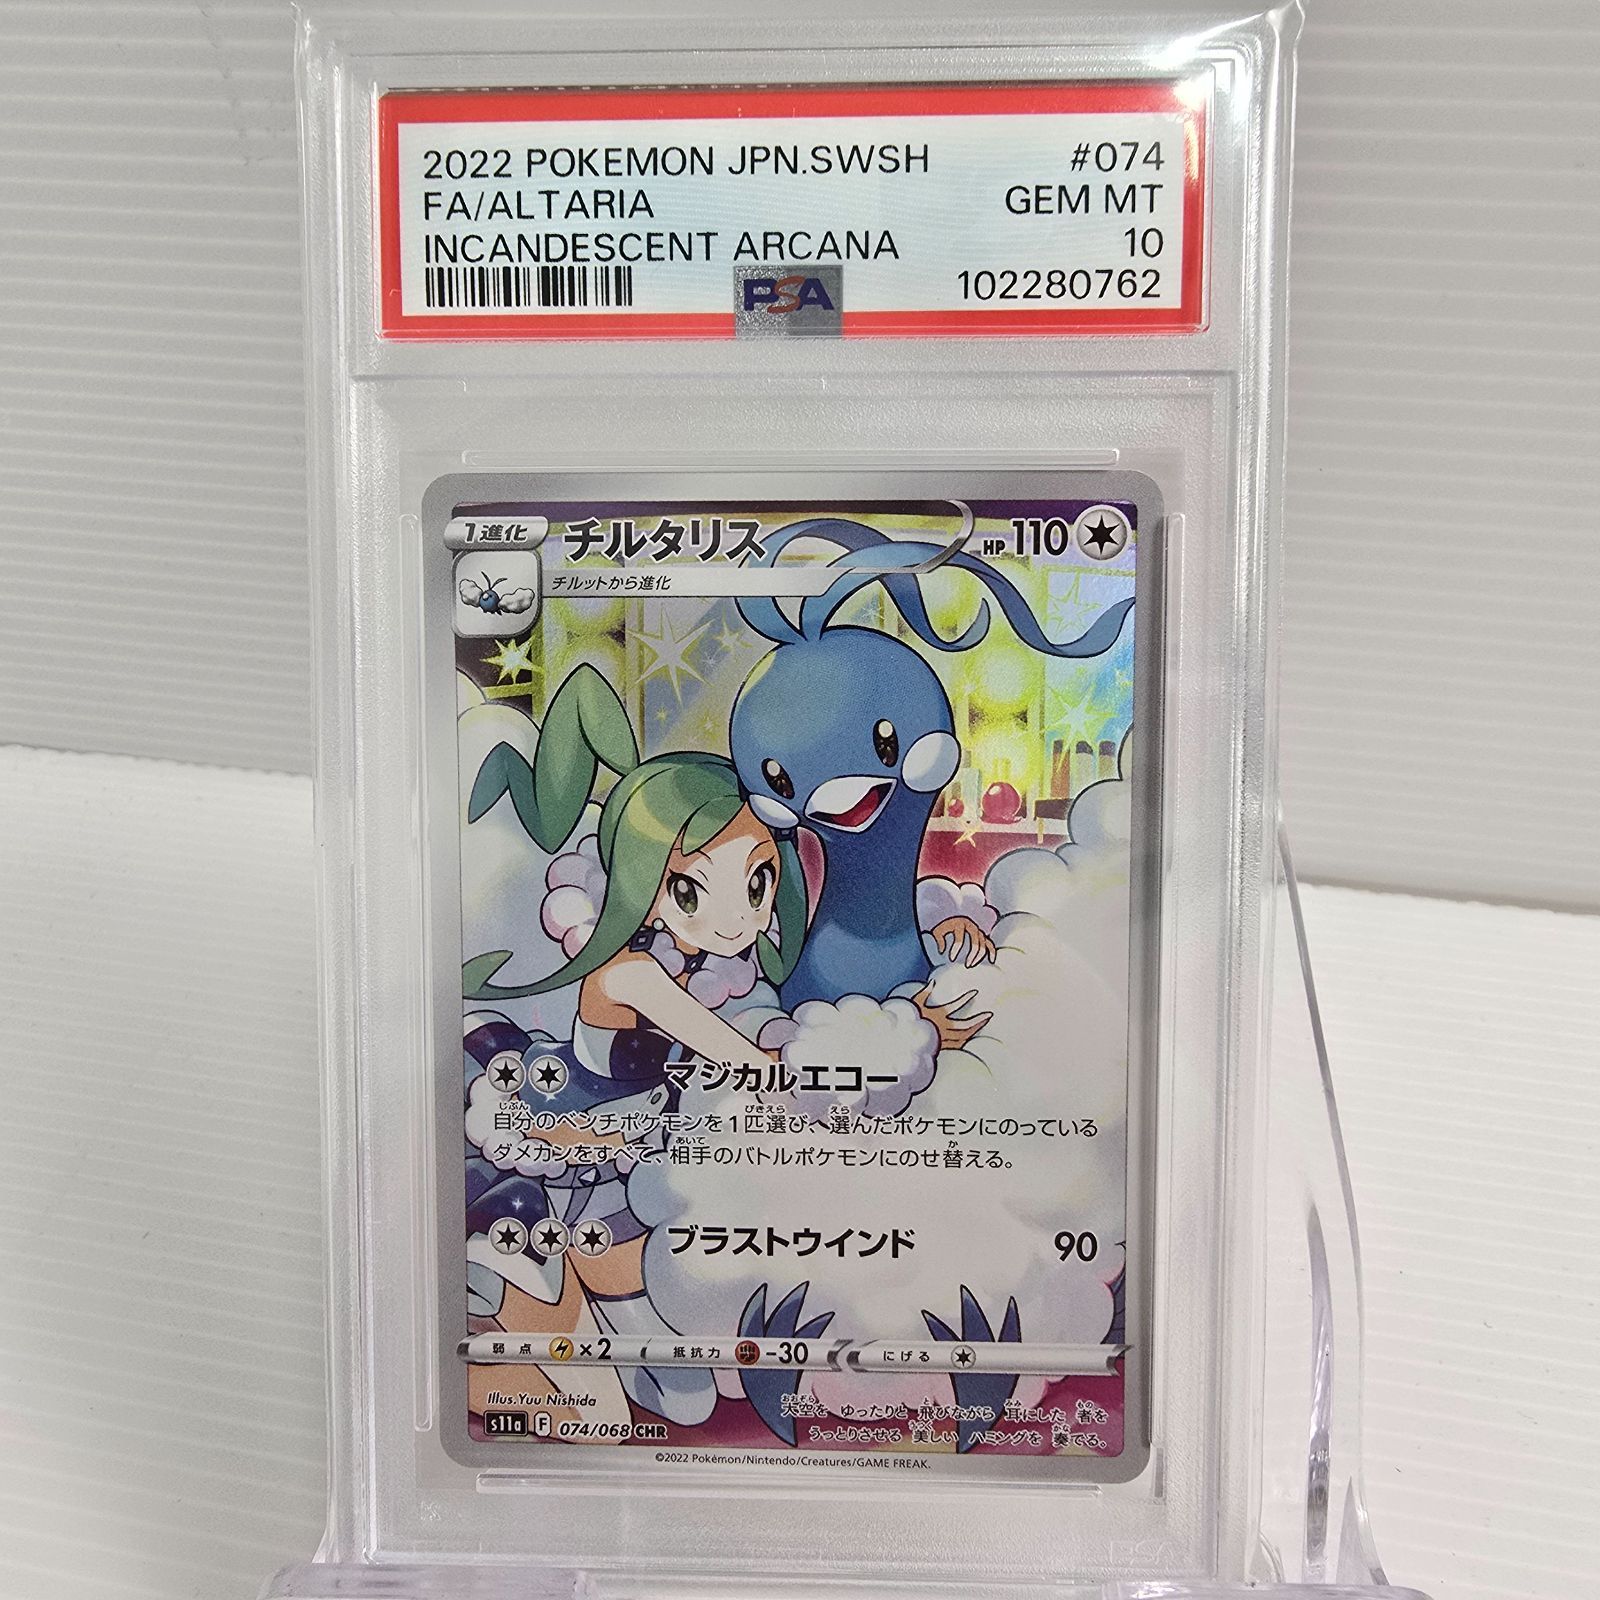 2022 POKEMON JPN.SWSH #074
FA/ALTARIA GEM MT
INCANDESCENT ARCANA 10
PSA 102280762
1進化 チルタリス HP 110
チルットから進化
マジカルエコー
自分のベンチポケモンを1匹選び、選んだポケモンにのっている
ダメカンをすべて、相手のバトルポケモンにのせ替える。
ブラストウインド 90
弱点 ×2 抵抗力 -30 にげる
Illus. Yuu Nishida
s11a F 074/068 CHR
大空を ゆったりと 飛びながら 耳にした 者を
うっとりさせる 美しい ハミングを 奏でる。
©2022 Pokémon/Nintendo/Creatures/GAME FREAK.